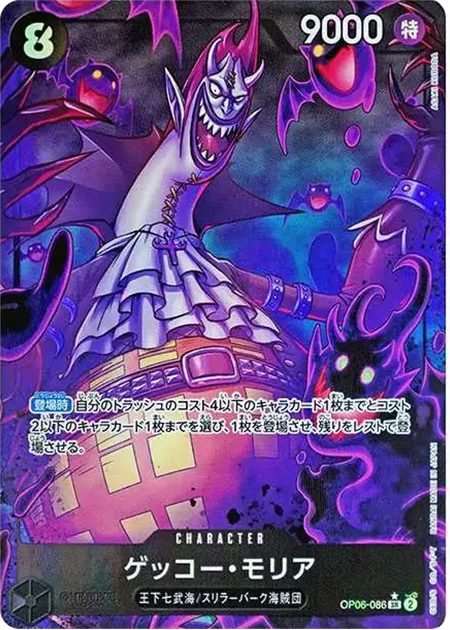 8
9000
特
登場時 自分のトラッシュのコスト4以下のキャラカード1枚までとコスト
2以下のキャラカード1枚までを選び、1枚を登場させ、残りをレストで登
場させる。
CHARACTER
ゲッコー・モリア
王下七武海/スリラーバーク海賊団
OP06-086 SR 2